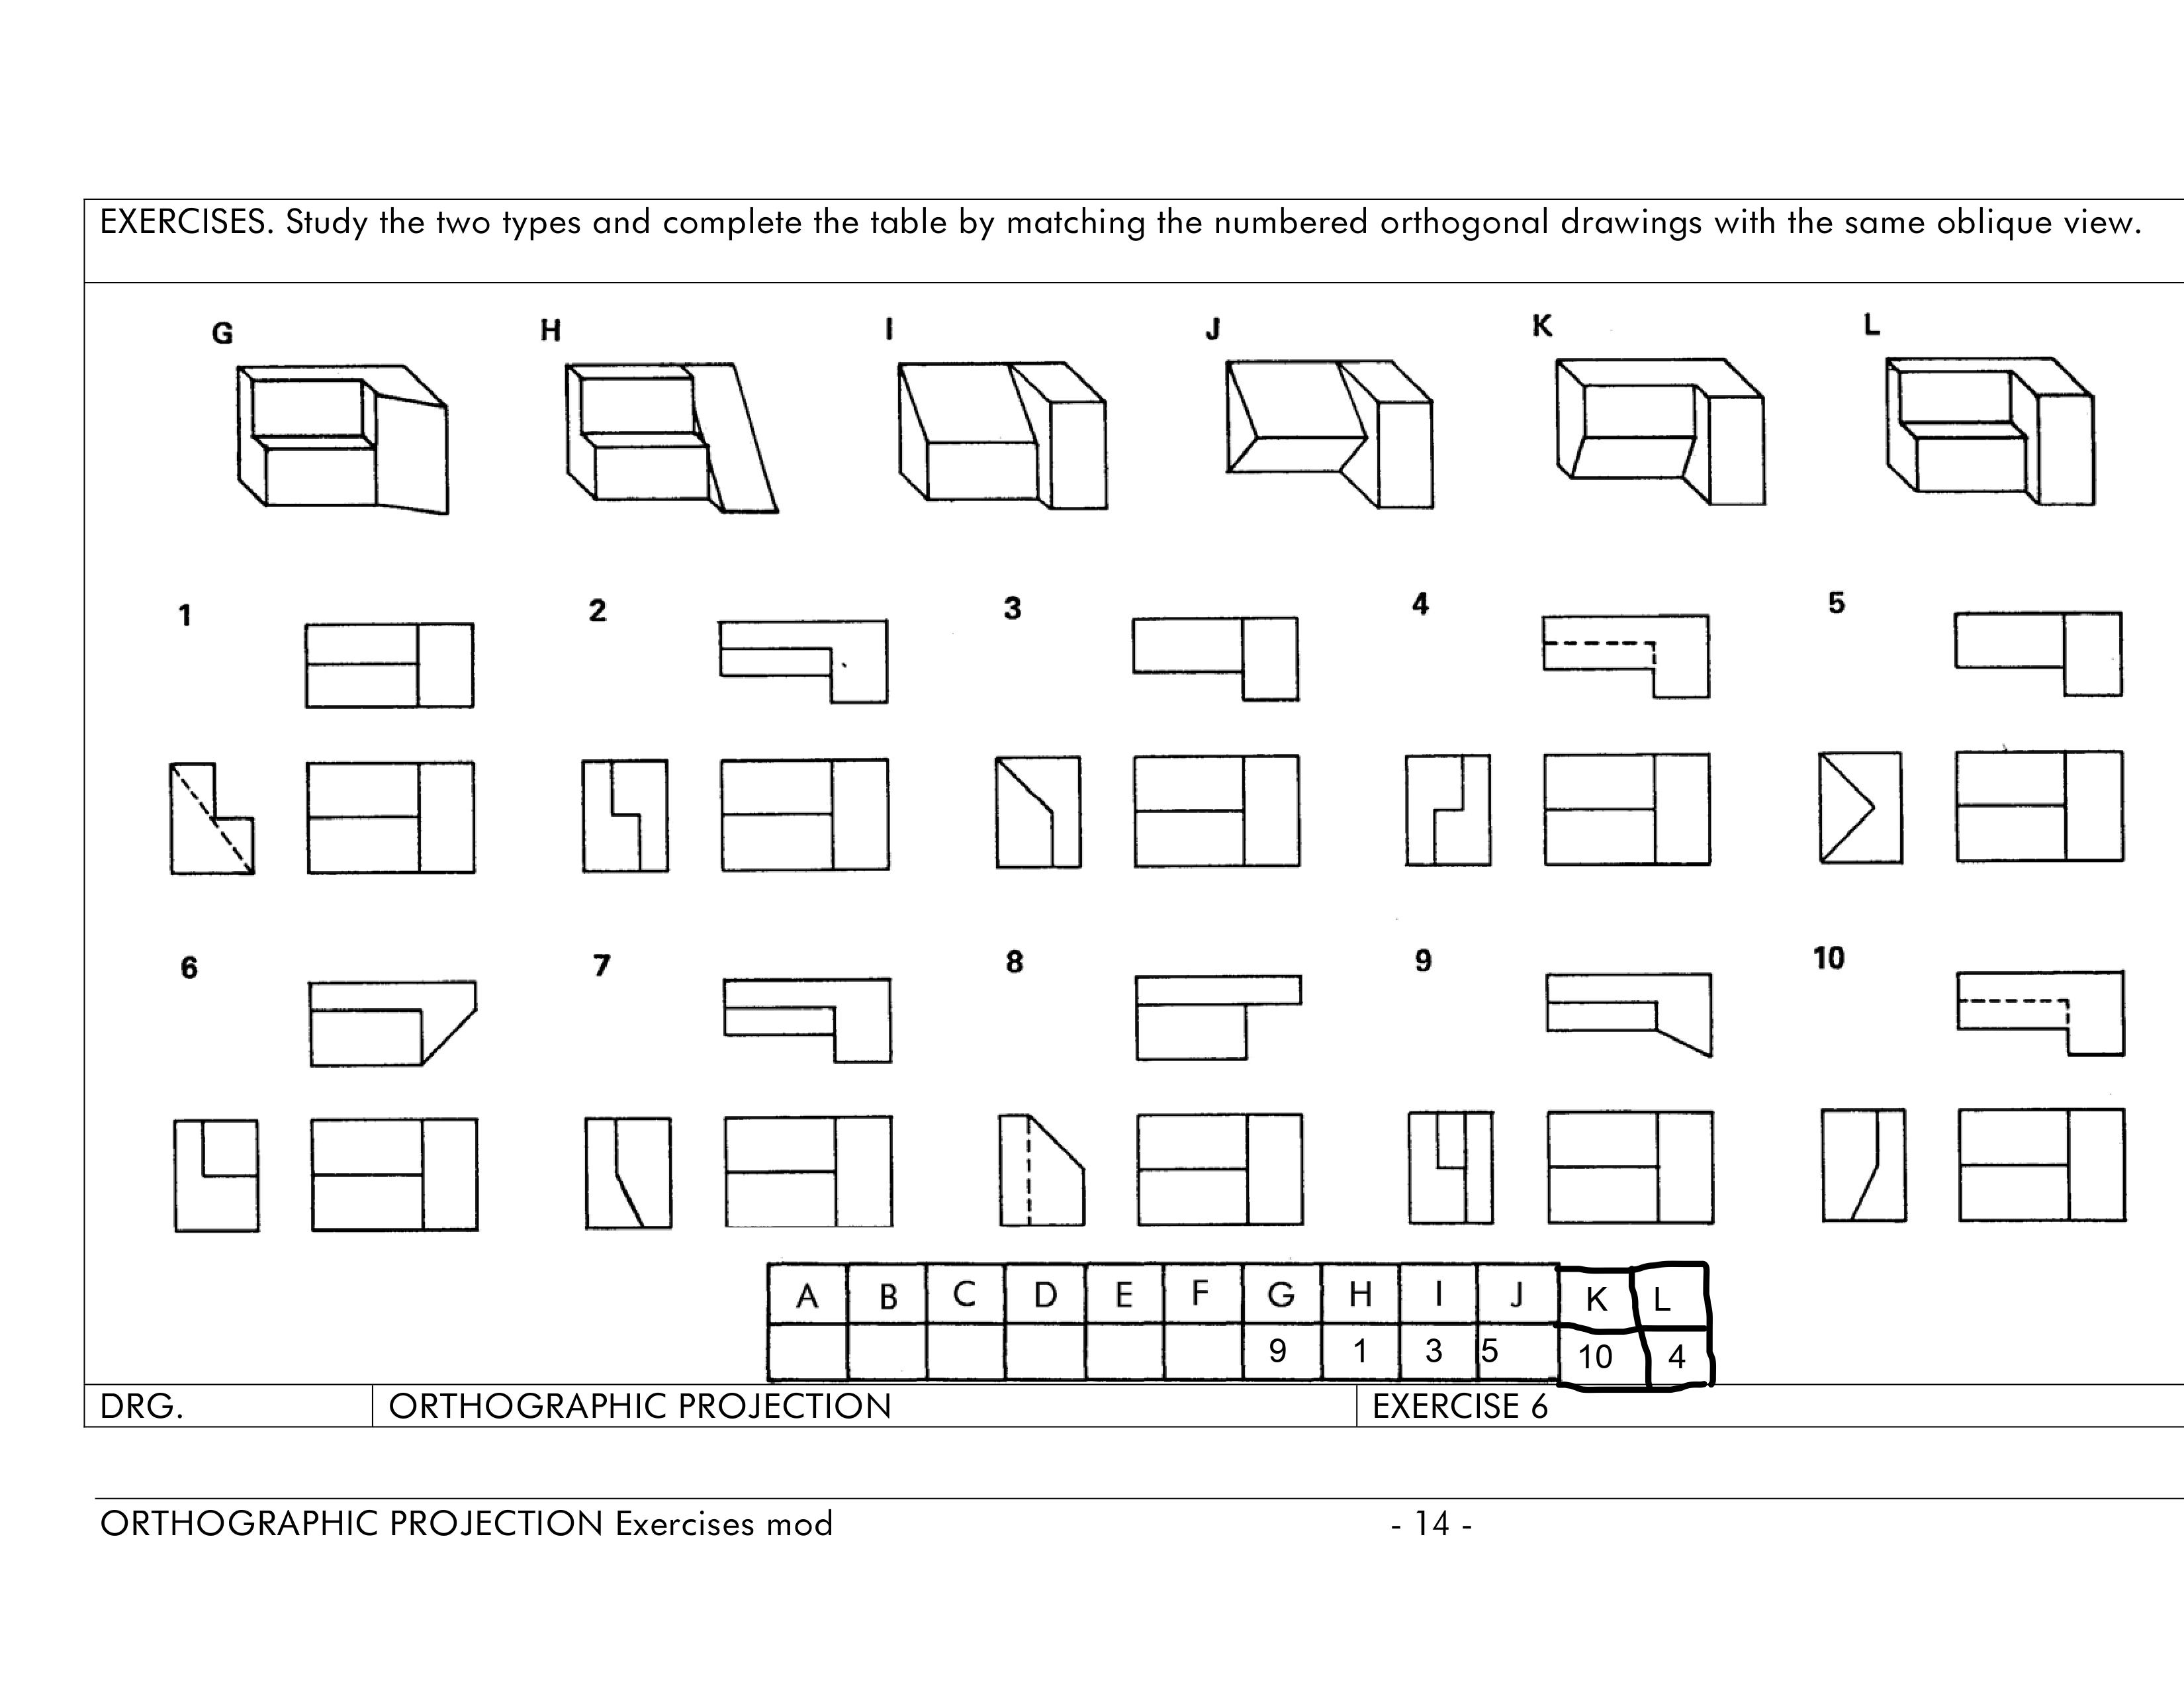 EXERCISES. Study the two types and complete the table by matching the numbered orthogonal drawings with the same oblique view.
G H I J K L
1 2 3 4 5
6 7 8 9 10
A B C D E F G H I J K L
9 1 3 5 10 4
DRG. ORTHOGRAPHIC PROJECTION EXERCISE 6
ORTHOGRAPHIC PROJECTION Exercises mod - 14 -